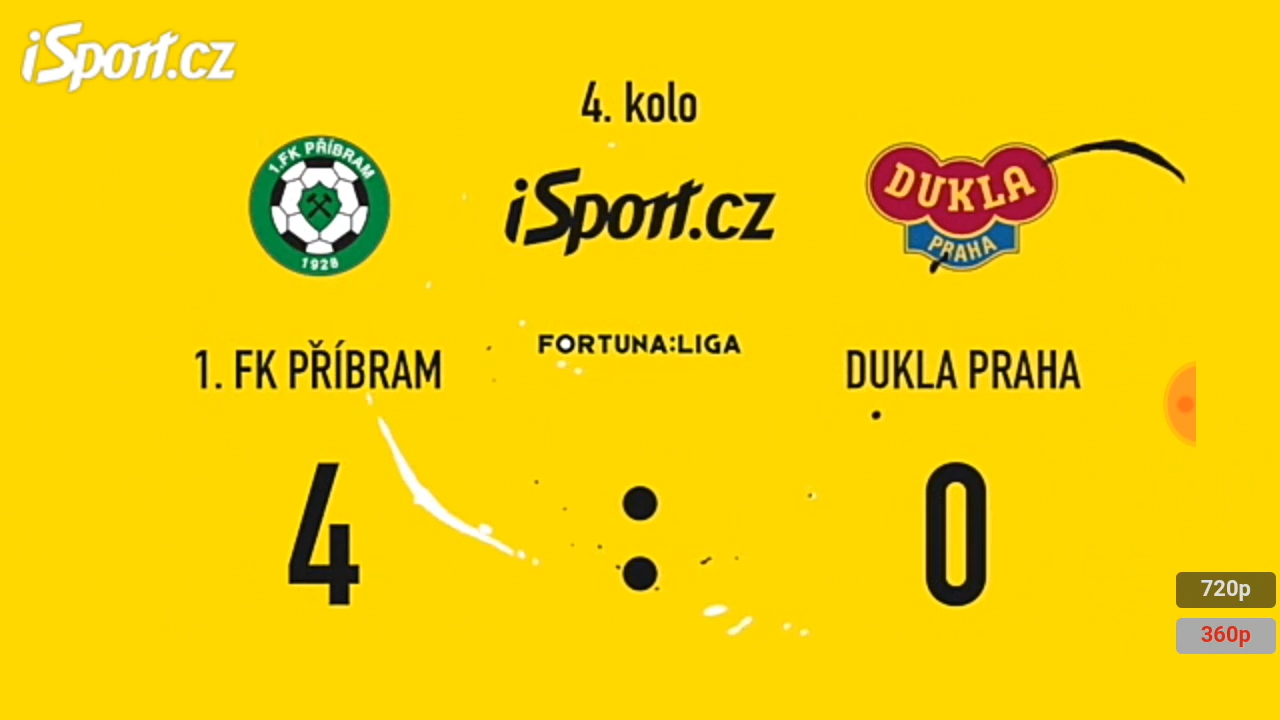 iSport.cz
4. kolo
1.FK PŘÍBRAM
1928
iSport.cz
DUKLA
PRAHA
FORTUNA:LIGA
1. FK PŘÍBRAM
DUKLA PRAHA
4 : 0
720p
360p